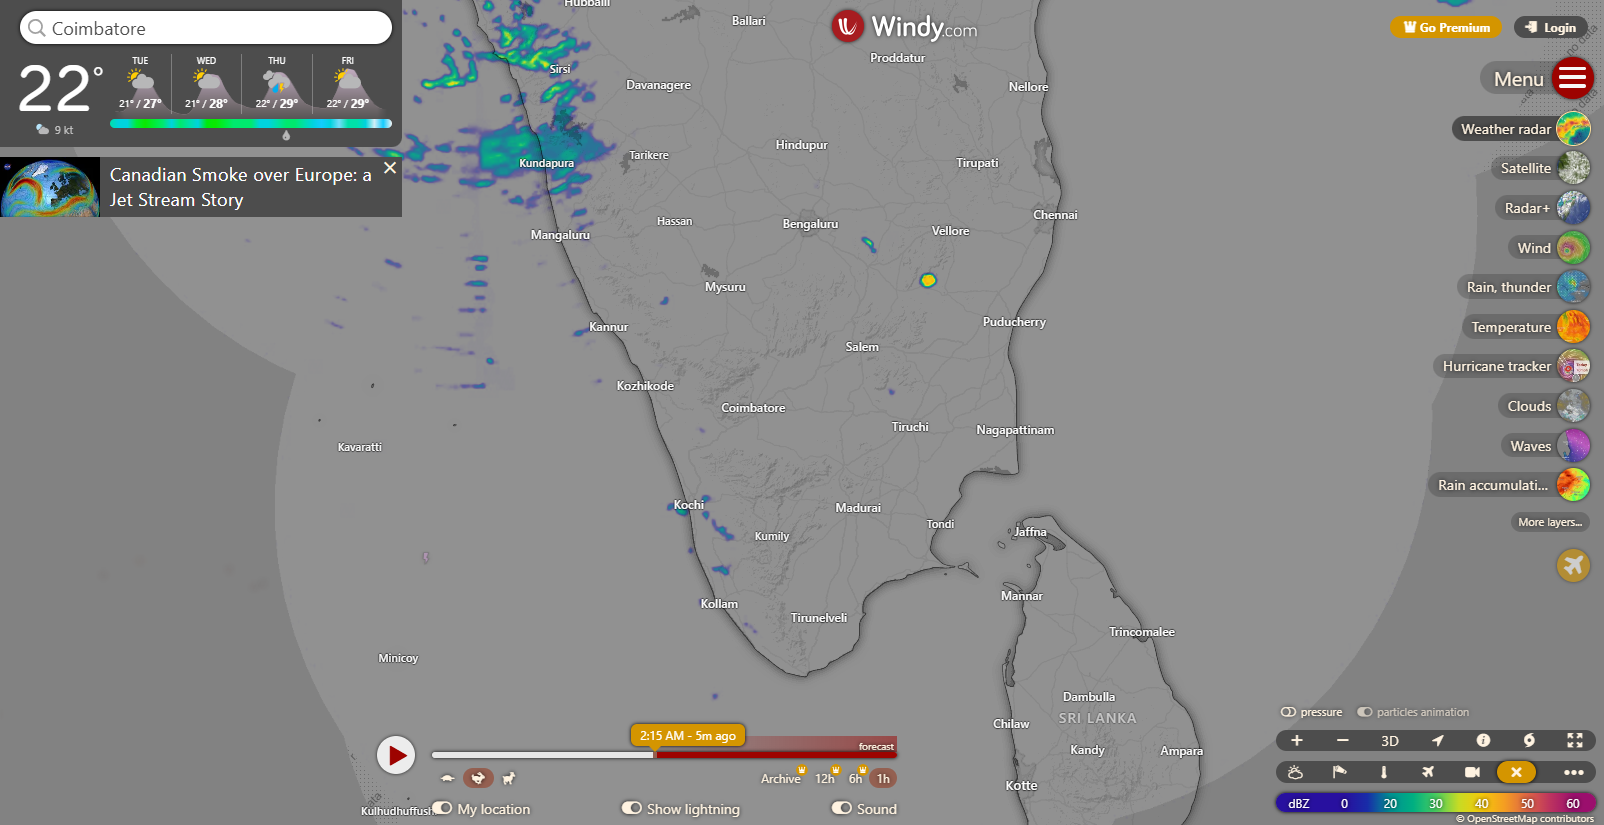 Coimbatore
22°
9 kt
TUE
21° / 27°
WED
21° / 28°
THU
22° / 29°
FRI
22° / 29°
Canadian Smoke over Europe: a
Jet Stream Story
Windy.com
Go Premium
Login
Menu
no data
Weather radar
Satellite
Radar+
Wind
Rain, thunder
Temperature
Hurricane tracker
Clouds
Waves
Rain accumulati...
More layers...
Hubballi
Ballari
Proddatur
Sirsi
Davanagere
Nellore
Hindupur
Kundapura
Tarikere
Tirupati
Chennai
Hassan
Bengaluru
Vellore
Mangaluru
Mysuru
Kannur
Puducherry
Salem
Kozhikode
Coimbatore
Tiruchi
Nagapattinam
Kavaratti
Kochi
Madurai
Tondi
Jaffna
Kumily
Kollam
Mannar
Tirunelveli
Trincomalee
Minicoy
Dambulla
SRI LANKA
Chilaw
Kandy
Ampara
Kotte
Kulhudhuffush
2:15 AM - 5m ago
forecast
Archive
12h
6h
1h
My location
Show lightning
Sound
pressure
particles animation
+
−
3D
dBZ 0 20 30 40 50 60
© OpenStreetMap contributors